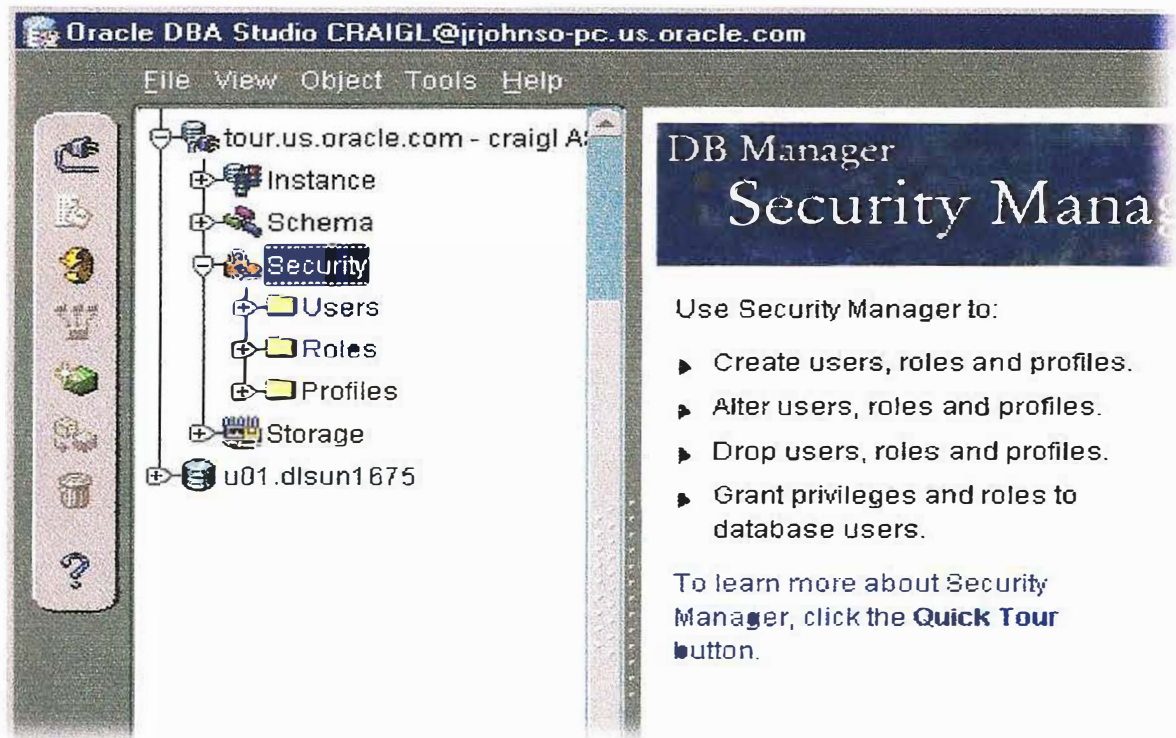 Oracle DBA Studio CRAIGL@jrjohnso-pc.us.oracle.com
File View Object Tools Help
tour.us.oracle.com - craigl A
Instance
Schema
Security
Users
Roles
Profiles
Storage
u01.dlsun1675
DB Manager
Security Mana
Use Security Manager to:
Create users, roles and profiles.
Alter users, roles and profiles.
Drop users, roles and profiles.
Grant privileges and roles to
database users.
To learn more about Security
Manager, click the Quick Tour
button.